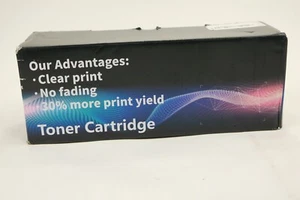 Our Advantages:
·Clear print
·No fading
·30% more print yield
Toner Cartridge